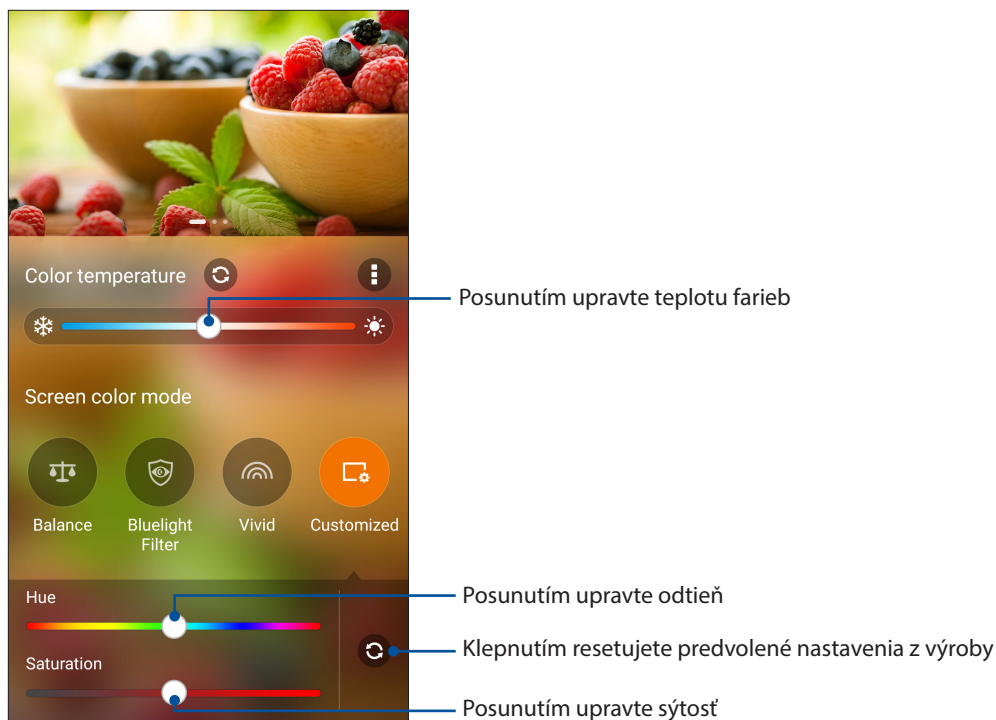 Color temperature
Posunutím upravte teplotu farieb
Screen color mode
Balance
Bluelight
Filter
Vivid
Customized
Hue
Posunutím upravte odtieň
Klepnutím resetujete predvolené nastavenia z výroby
Saturation
Posunutím upravte sýtosť